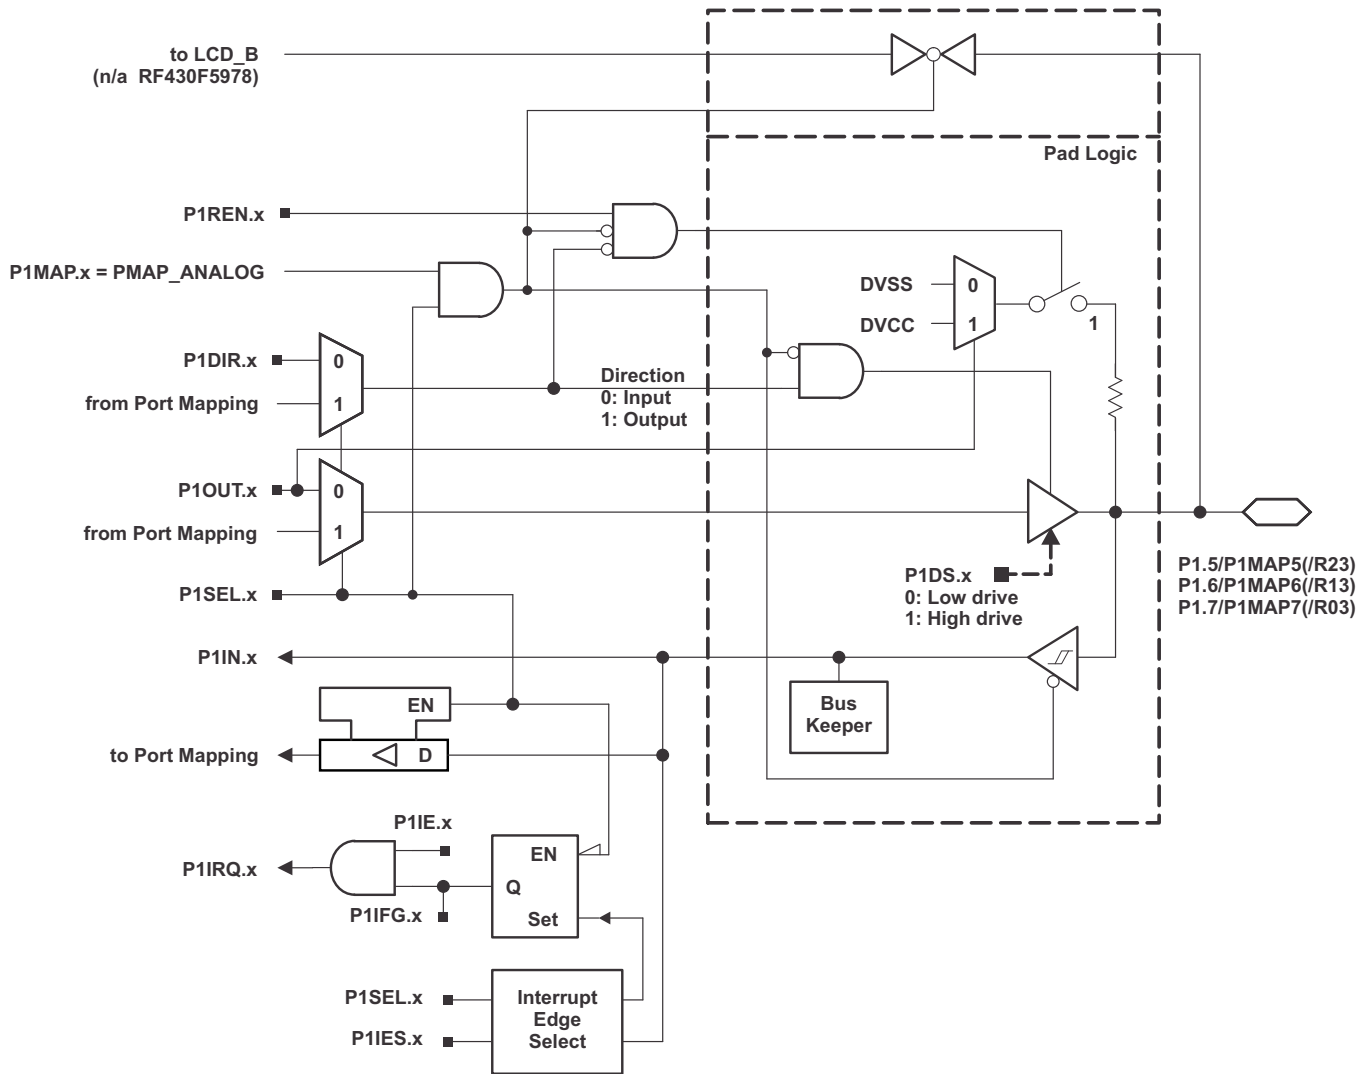 to LCD_B
(n/a RF430F5978)
Pad Logic
P1REN.x
P1MAP.x = PMAP_ANALOG
DVSS
0
DVCC
1
1
P1DIR.x
0
from Port Mapping
1
Direction
0: Input
1: Output
P1OUT.x
0
from Port Mapping
1
P1DS.x
0: Low drive
1: High drive
P1.5/P1MAP5(/R23)
P1.6/P1MAP6(/R13)
P1.7/P1MAP7(/R03)
P1SEL.x
P1IN.x
EN
Bus
Keeper
to Port Mapping
D
P1IE.x
EN
P1IRQ.x
Q
P1IFG.x
Set
P1SEL.x
P1IES.x
Interrupt
Edge
Select